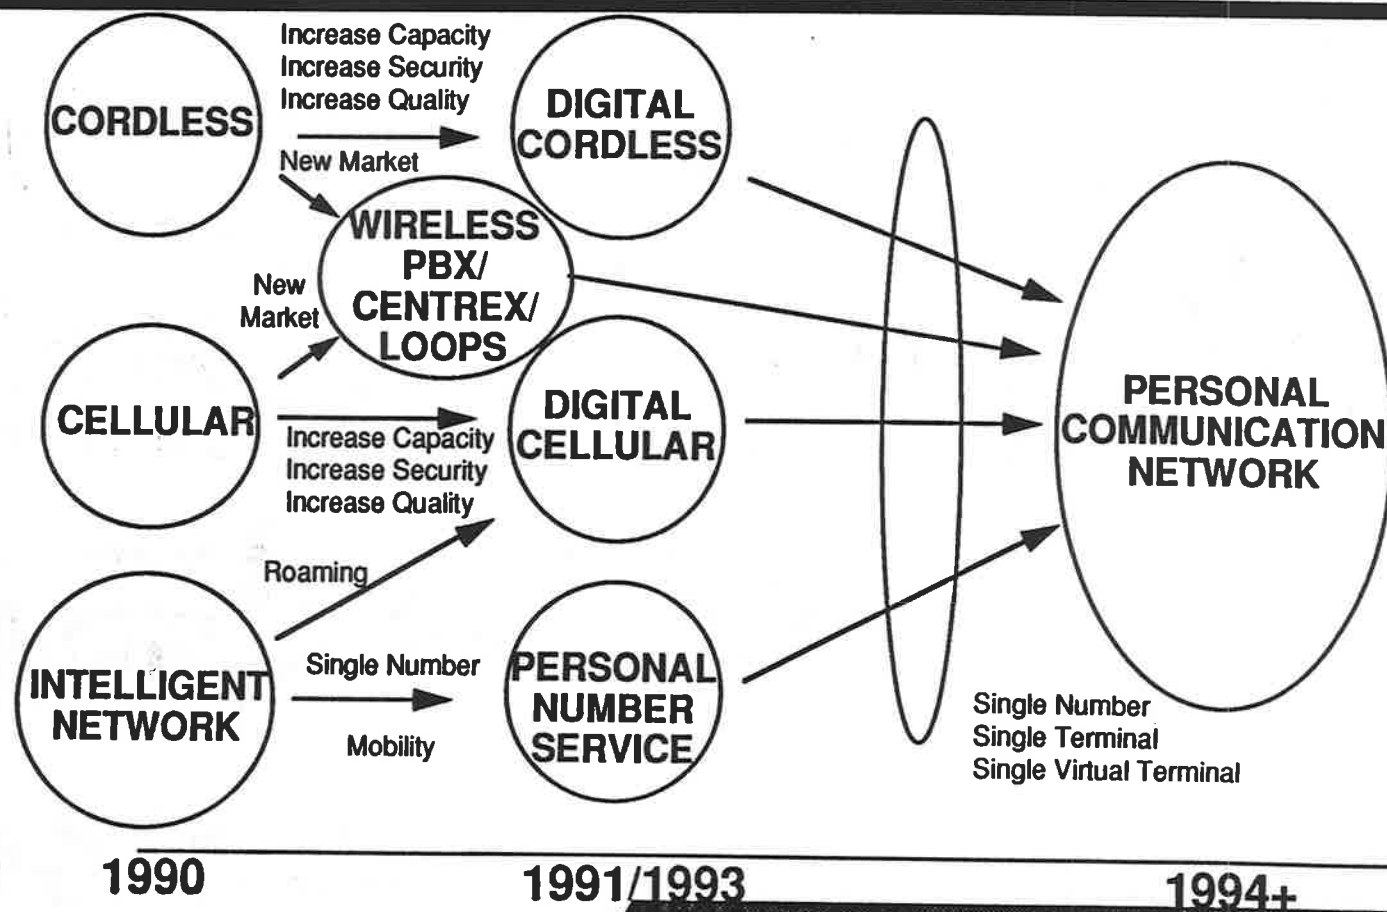 Increase Capacity
Increase Security
Increase Quality
CORDLESS
DIGITAL
CORDLESS
New Market
WIRELESS
PBX/
CENTREX/
LOOPS
New
Market
CELLULAR
DIGITAL
CELLULAR
Increase Capacity
Increase Security
Increase Quality
PERSONAL
COMMUNICATION
NETWORK
Roaming
INTELLIGENT
NETWORK
Single Number
Mobility
PERSONAL
NUMBER
SERVICE
Single Number
Single Terminal
Single Virtual Terminal
1990
1991/1993
1994+